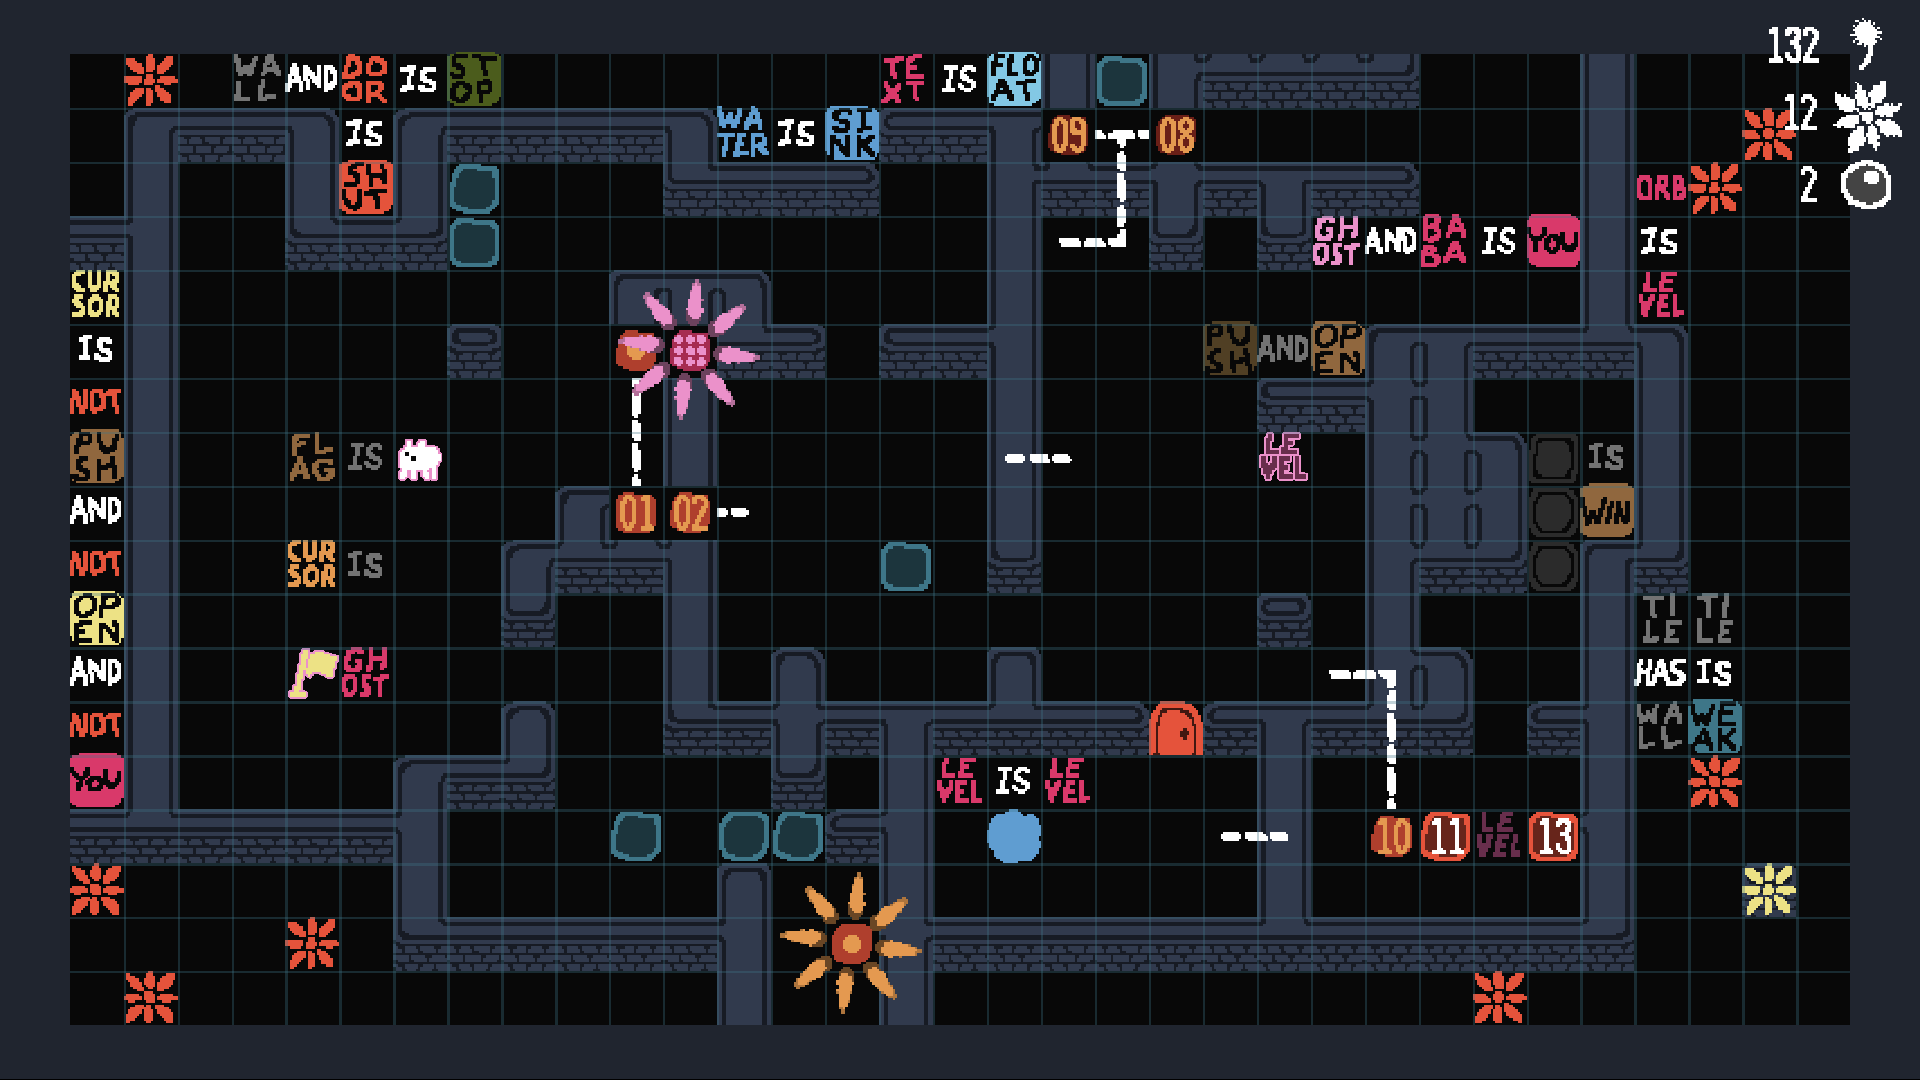 132
WALL AND DOOR IS STOP
TEXT IS FLOAT
12
IS
WATER IS SINK
09
08
SHUT
ORB
2
GHOST AND BABA IS YOU
IS
CURSOR
LEVEL
IS
PUSH AND OPEN
NOT
PUSH
FLAG IS
LEVEL
IS
AND
01 02
WIN
NOT
CURSOR IS
OPEN
TILE TILE
AND
GHOST
HAS IS
NOT
WALL WEAK
YOU
LEVEL IS LEVEL
10 11 LEVEL 13